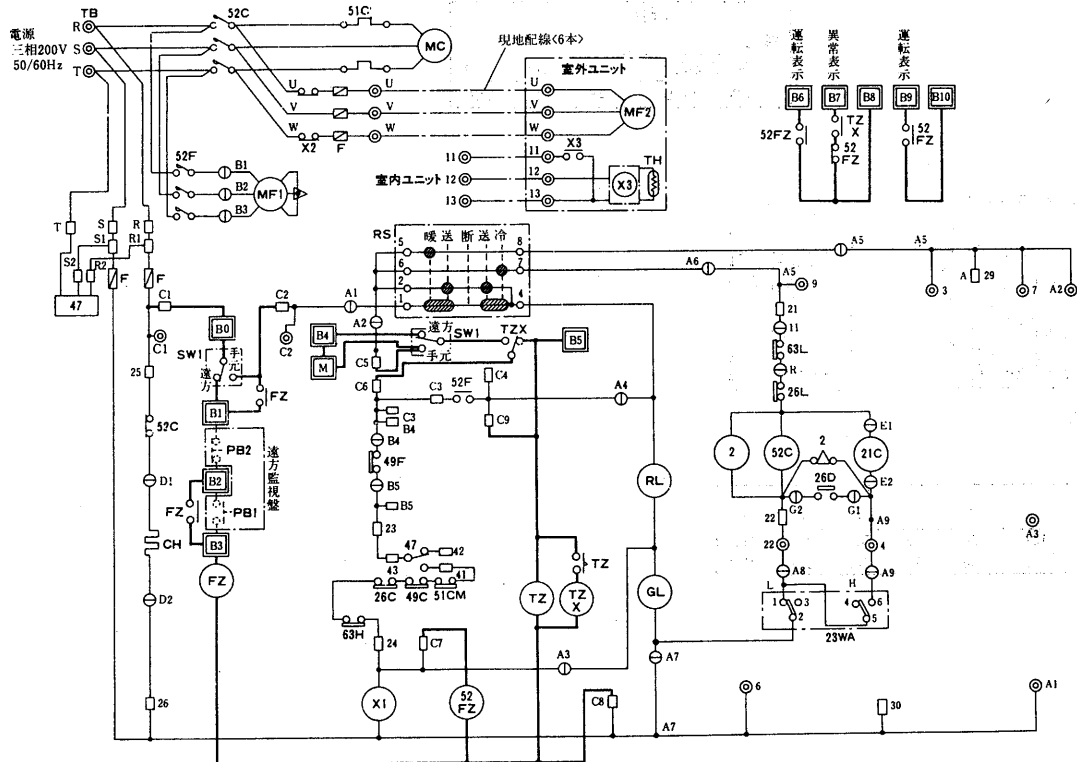 電源
三相200V
50/60Hz
TB
R
S
T
52C
51C
MC
現地配線<6本>
室外ユニット
U
U
U
V
V
V
W
W
W
X2
F
MF2
11
11
X3
TH
室内ユニット
12
12
X3
13
13
52F
B1
B2
B3
MF1
運転表示
異常表示
運転表示
B6
B7
B8
B9
B10
52FZ
TZ
X
52
FZ
52
FZ
T
S
S1
R
R1
S2
R2
F
F
47
RS
暖 送 断 送 冷
5
6
2
1
8
7
4
A5
A5
A6
A5
9
3
A
29
7
A2
C1
C1
B0
SW1
手元
遠方
C2
C2
A1
A2
B4
M
遠方
SW1
手元
TZX
B5
C5
C6
C3
52F
C4
C9
A4
C3
B4
B4
49F
B5
B5
23
47
42
43
41
26C
49C
51CM
63H
24
25
52C
D1
CH
D2
26
B1
FZ
PB2
B2
PB1
B3
FZ
遠方監視盤
FZ
X1
C7
52
FZ
TZ
TZ
TZ
X
C8
A3
RL
GL
A7
A7
21
11
63L
R
26L
2
52C
2
21C
E1
E2
26D
G2
G1
22
22
A8
A9
4
A9
L
H
1
3
2
4
6
5
23WA
A3
6
30
A1